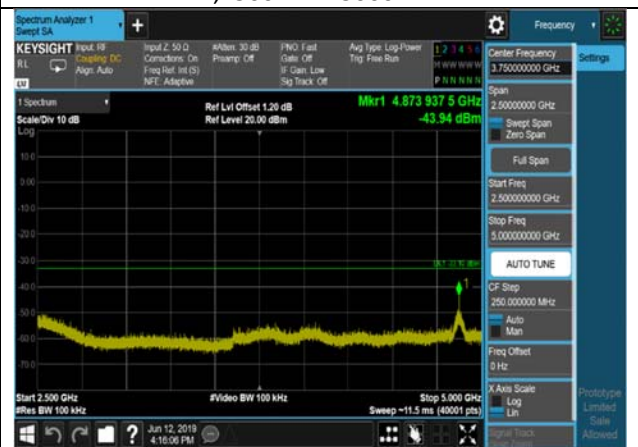 Spectrum Analyzer 1
Swept SA
+
Frequency
KEYSIGHT
RL
Input: RF
Coupling: DC
Align: Auto
Input Z: 50 Ω
Corrections: On
Freq Ref: Int (S)
NFE: Adaptive
#Atten: 30 dB
Preamp: Off
PNO: Fast
Gate: Off
IF Gain: Low
Sig Track: Off
Avg Type: Log-Power
Trig: Free Run
1 2 3 4 5 6
M W W W W W
P N N N N N
1 Spectrum
Scale/Div 10 dB
Log
Ref Lvl Offset 1.20 dB
Ref Level 20.00 dBm
Mkr1 4.873 937 5 GHz
-43.94 dBm
10.0
0.00
-10.0
-20.0
-30.0
-40.0
-50.0
-60.0
-70.0
1
Start 2.500 GHz
#Res BW 100 kHz
#Video BW 100 kHz
Stop 5.000 GHz
Sweep ~11.5 ms (40001 pts)
Center Frequency
3.750000000 GHz
Span
2.50000000 GHz
Swept Span
Zero Span
Full Span
Start Freq
2.500000000 GHz
Stop Freq
5.000000000 GHz
AUTO TUNE
CF Step
250.000000 MHz
Auto
Man
Freq Offset
0 Hz
X Axis Scale
Log
Lin
Signal Track
Settings
Prototype
Limited
Sale
Allowed
?
Jun 12, 2019
4:16:06 PM